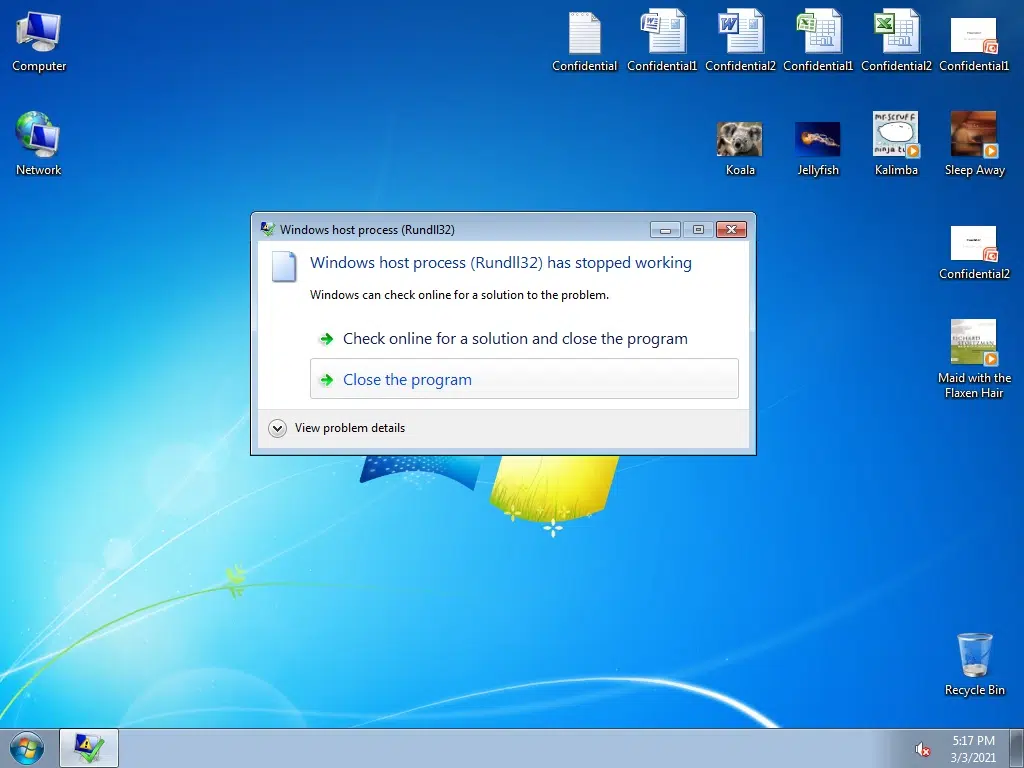 Computer
Confidential
Confidential1
Confidential2
Confidential1
Confidential2
Confidential1
Network
Koala
Jellyfish
mr.scruff
ninja tu
Kalimba
Sleep Away
Windows host process (Rundll32)
Windows host process (Rundll32) has stopped working
Windows can check online for a solution to the problem.
Check online for a solution and close the program
Close the program
View problem details
Confidential2
RICHARD
STOLTZMAN
Maid with the
Flaxen Hair
Recycle Bin
5:17 PM
3/3/2021